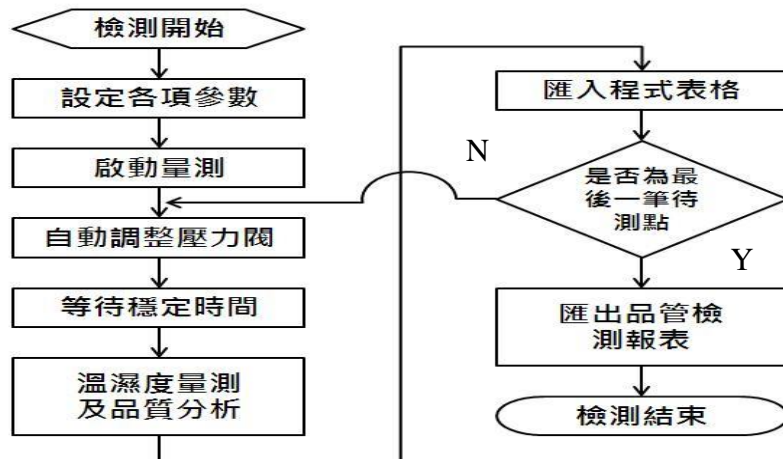 檢測開始
設定各項參數
啟動量測
自動調整壓力閥
等待穩定時間
溫濕度量測
及品質分析
匯入程式表格
N
是否為最
後一筆待
測點
Y
匯出品管檢
測報表
檢測結束